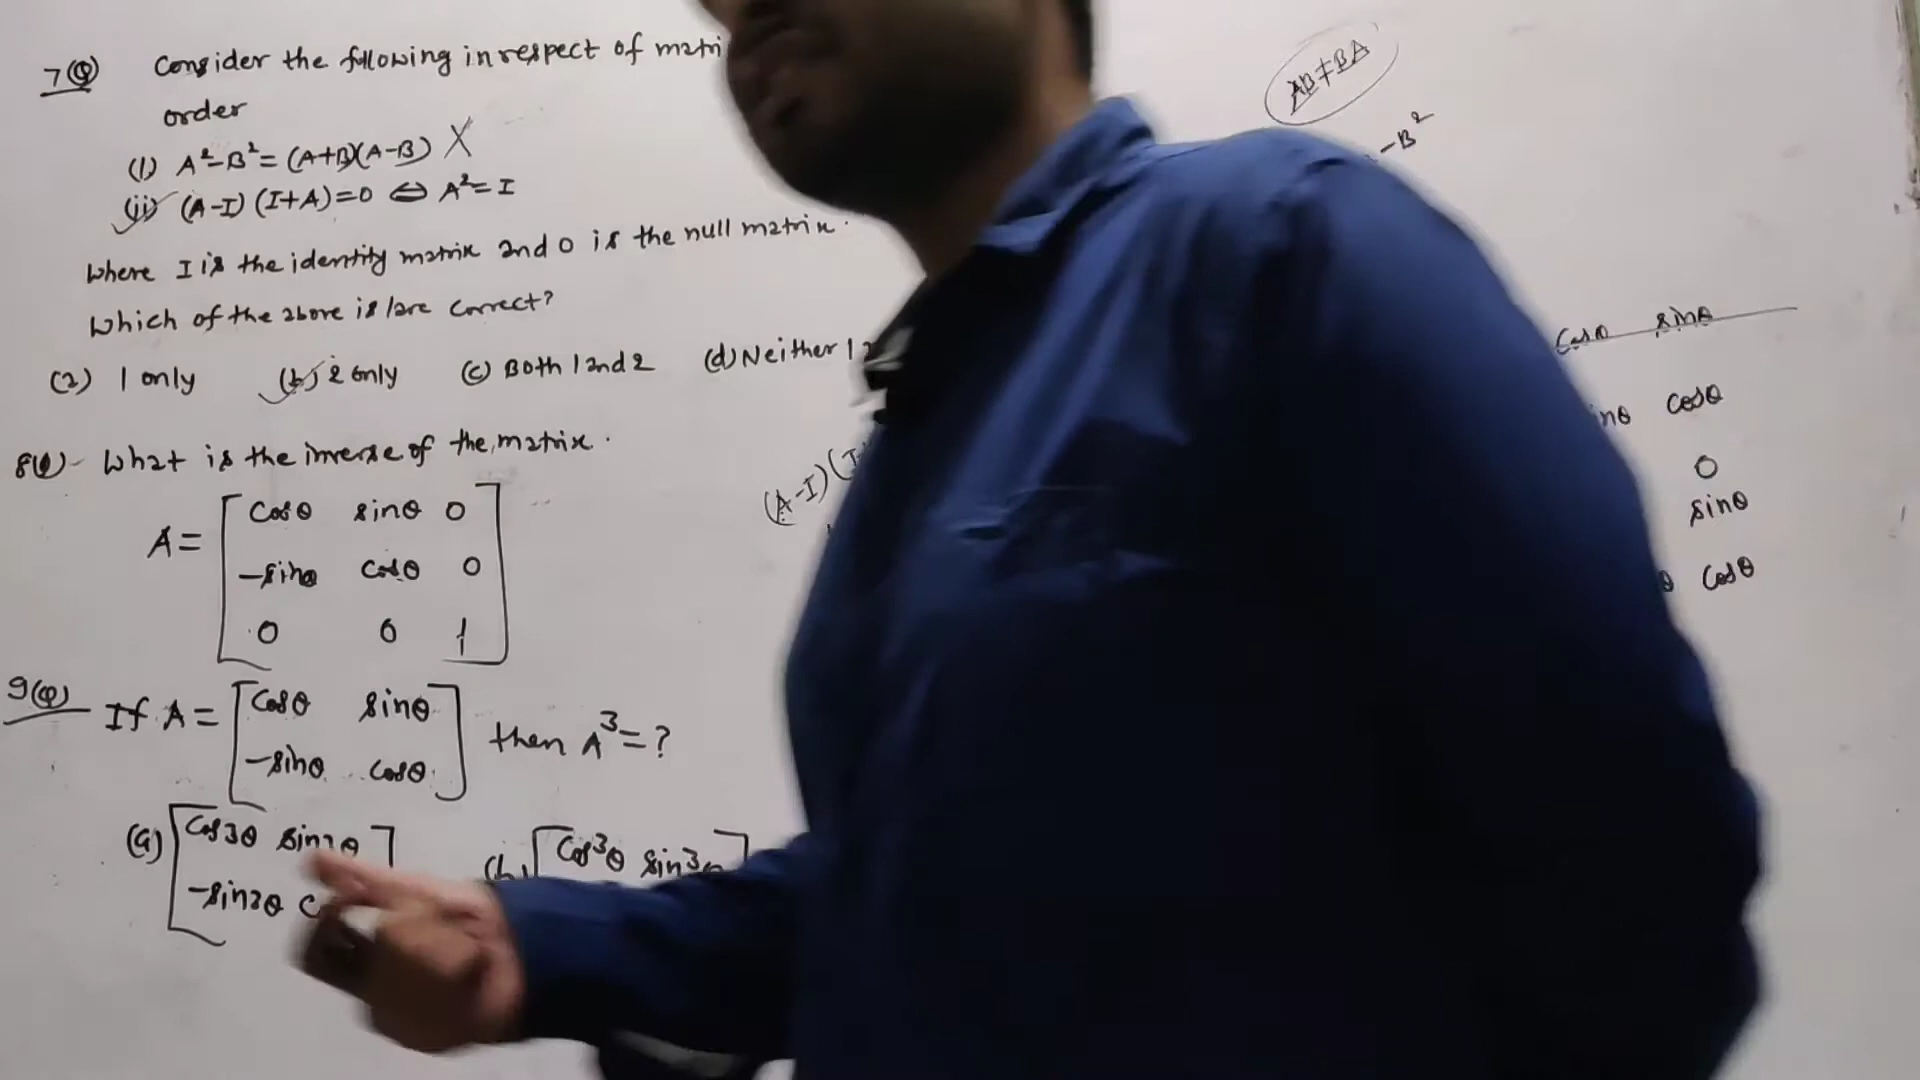 7(Q) Consider the following in respect of matri
order
(1) A²-B²=(A+B)(A-B) X
(ii) (A-I) (I+A)=0 ⇔ A²=I
Where I is the identity matrix and 0 is the null matrix.
Which of the above is/are correct?
(a) 1 only (b) 2 only (c) Both 1 and 2 (d) Neither 1
8(Q) - What is the inverse of the matrix.
A= [ cosθ sinθ 0
-sinθ cosθ 0
0 0 1 ]
9(Q) If A= [ cosθ sinθ
-sinθ cosθ ] then A³=?
(a) [ cos3θ sin3θ ]
-sin3θ c
(b) [ cos³θ sin³θ ]
AB≠BA
-B²
(A-I)(I
cosθ sinθ
inθ cosθ
0
sinθ
θ cosθ